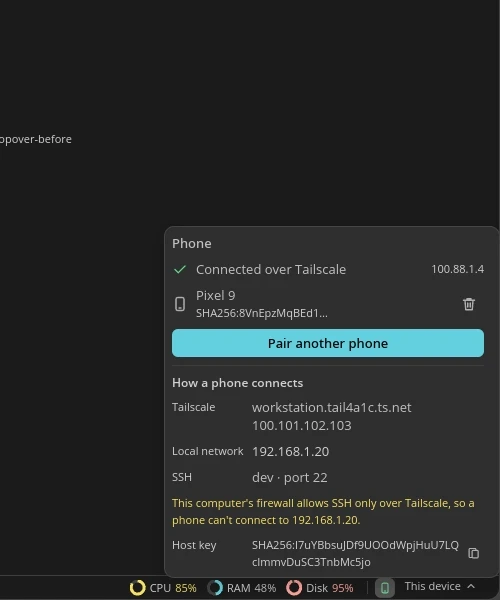 opover-before
Phone
Connected over Tailscale 100.88.1.4
Pixel 9
SHA256:8VnEpzMqBEd1...
Pair another phone
How a phone connects
Tailscale workstation.tail4a1c.ts.net
100.101.102.103
Local network 192.168.1.20
SSH dev · port 22
This computer's firewall allows SSH only over Tailscale, so a
phone can't connect to 192.168.1.20.
Host key SHA256:l7uYBbsuJDf9UOOdWpjHuU7LQ
cImmvDuSC3TnbMc5jo
CPU 85% RAM 48% Disk 95% This device